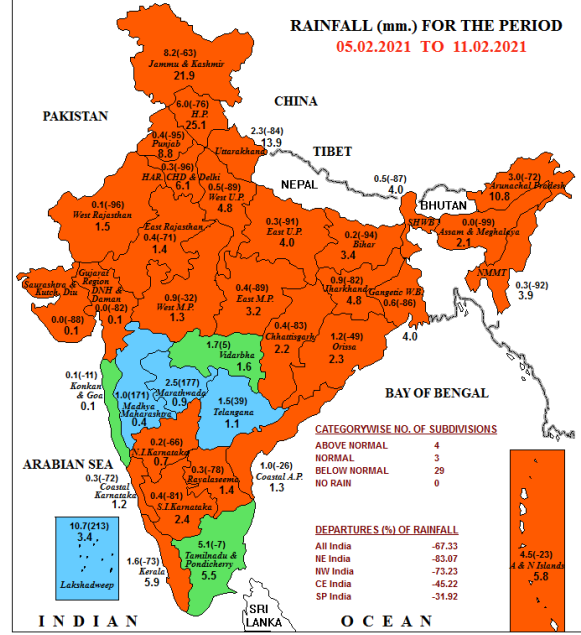 RAINFALL (mm.) FOR THE PERIOD
05.02.2021 TO 11.02.2021
8.2(-63)
Jammu & Kashmir
21.9
6.0(-76)
H.P.
25.1
PAKISTAN
CHINA
0.4(-95)
Punjab
8.8
2.3(-84)
13.9
Uttarakhand
TIBET
0.3(-96)
HAR. CHD & Delhi
6.1
NEPAL
0.5(-89)
West U.P.
4.8
0.5(-87)
4.0
3.0(-72)
Arunachal Pradesh
10.8
BHUTAN
0.1(-96)
West Rajasthan
1.5
East Rajasthan
0.4(-71)
1.4
0.3(-91)
East U.P.
4.0
0.2(-94)
Bihar
3.4
SHWB
0.0(-99)
Assam & Meghalaya
2.1
NMMT
0.3(-92)
3.9
Gujarat
Region
DNH &
Daman
0.0(-82)
0.1
Saurashtra &
Kutch, Diu
0.0(-88)
0.1
0.9(-32)
West M.P.
1.3
0.4(-89)
East M.P.
3.2
0.9(-82)
Jharkhand
4.8
Gangetic W.B.
0.6(-86)
4.0
0.4(-83)
Chhattisgarh
2.2
1.2(-49)
Orissa
2.3
1.7(5)
Vidarbha
1.6
0.1(-11)
Konkan
& Goa
0.1
1.0(171)
Madhya
Maharashtra
0.4
2.5(177)
Marathwada
0.9
1.5(39)
Telangana
1.1
BAY OF BENGAL
CATEGORYWISE NO. OF SUBDIVISIONS
ABOVE NORMAL 4
NORMAL 3
BELOW NORMAL 29
NO RAIN 0
ARABIAN SEA
0.2(-66)
N.I.Karnataka
0.7
0.3(-72)
Coastal
Karnataka
1.2
0.3(-78)
Rayalaseema
1.4
1.0(-26)
Coastal A.P.
1.3
0.4(-81)
S.I.Karnataka
2.4
DEPARTURES (%) OF RAINFALL
All India -67.33
NE India -83.07
NW India -73.23
CE India -45.22
SP India -31.92
10.7(213)
3.4
Lakshadweep
1.6(-73)
Kerala
5.9
5.1(-7)
Tamilnadu &
Pondicherry
5.5
4.5(-23)
A & N Islands
5.8
SRI
LANKA
INDIAN OCEAN